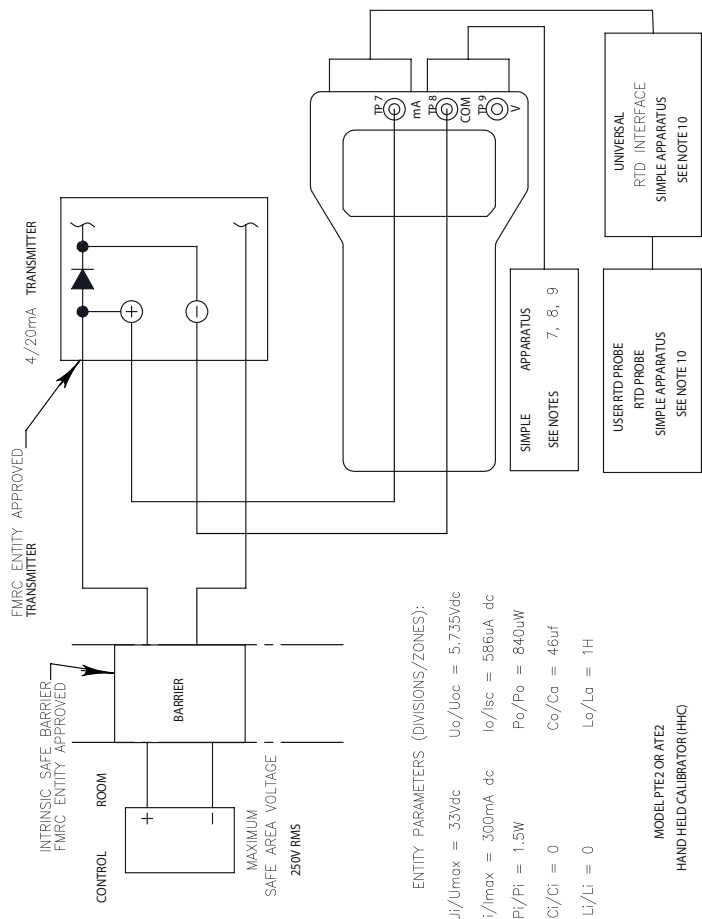 FMRC ENTITY APPROVED
TRANSMITTER
4/20mA TRANSMITTER
+
−
INTRINSIC SAFE BARRIER
FMRC ENTITY APPROVED
CONTROL ROOM
+
−
BARRIER
MAXIMUM
SAFE AREA VOLTAGE
250V RMS
TP 7
mA
TP 8
COM
TP 9
V
SIMPLE APPARATUS
SEE NOTES 7, 8, 9
USER RTD PROBE
RTD PROBE
SIMPLE APPARATUS
SEE NOTE 10
UNIVERSAL
RTD INTERFACE
SIMPLE APPARATUS
SEE NOTE 10
ENTITY PARAMETERS (DIVISIONS/ZONES):
Ui/Umax = 33Vdc Uo/Uoc = 5.735Vdc
i/Imax = 300mA dc Io/Isc = 586uA dc
Pi/Pi = 1.5W Po/Po = 840uW
Ci/Ci = 0 Co/Ca = 46uf
Li/Li = 0 Lo/La = 1H
MODEL PTE2 OR ATE2
HAND HELD CALIBRATOR (HHC)